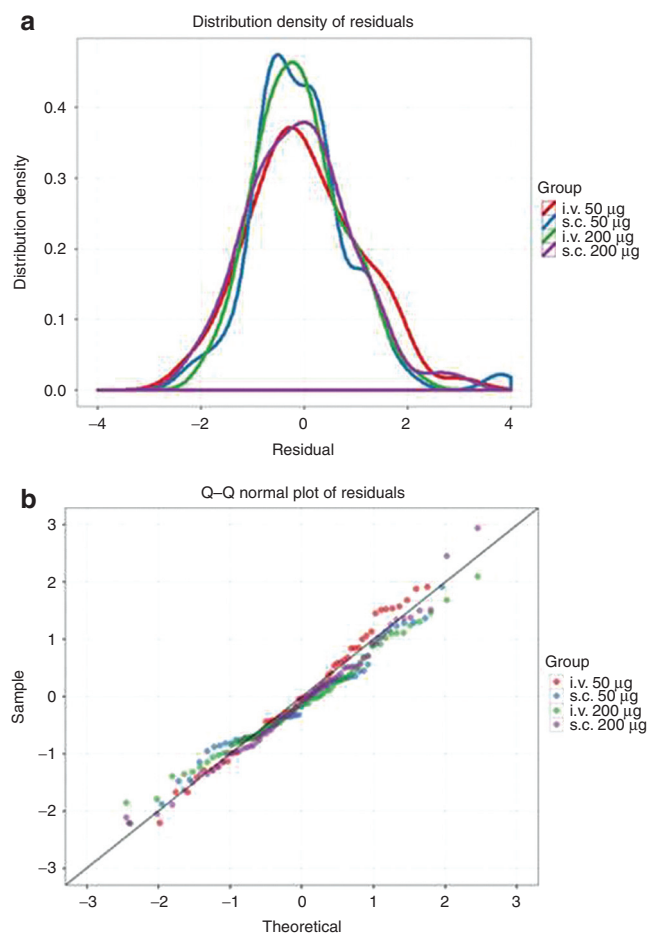 a
Distribution density of residuals
Distribution density
0.4
0.3
0.2
0.1
0.0
−4
−2
0
2
4
Residual
Group
i.v. 50 µg
s.c. 50 µg
i.v. 200 µg
s.c. 200 µg
b
Q–Q normal plot of residuals
Sample
3
2
1
0
−1
−2
−3
−3
−2
−1
0
1
2
3
Theoretical
Group
i.v. 50 µg
s.c. 50 µg
i.v. 200 µg
s.c. 200 µg